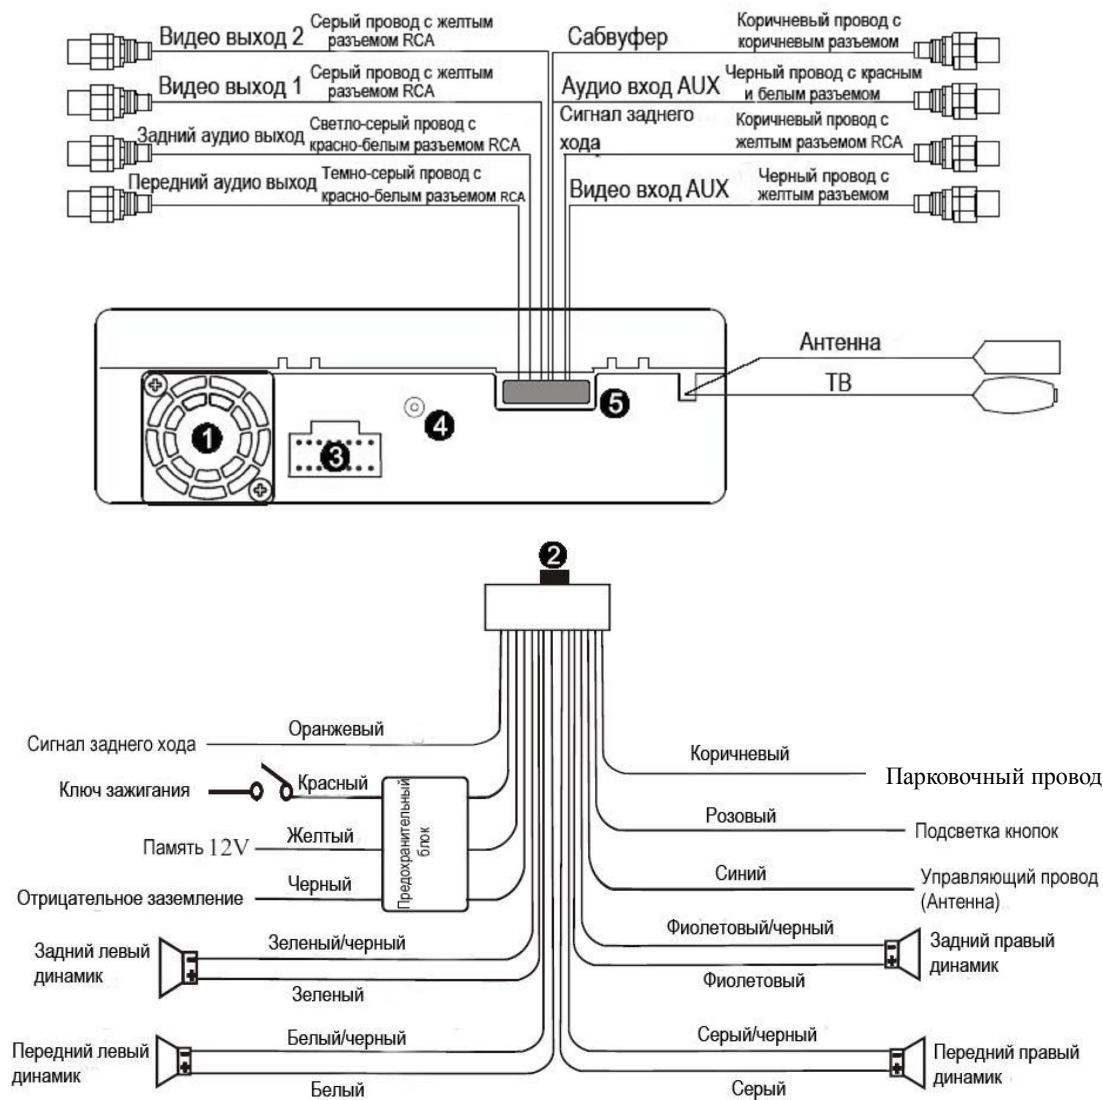 Видео выход 2
Серый провод с желтым
разъемом RCA
Видео выход 1
Серый провод с желтым
разъемом RCA
Задний аудио выход
Светло-серый провод с
красно-белым разъемом RCA
Передний аудио выход
Темно-серый провод с
красно-белым разъемом RCA
Сабвуфер
Коричневый провод с
коричневым разъемом
Аудио вход AUX
Черный провод с красным
и белым разъемом
Сигнал заднего
хода
Коричневый провод с
желтым разъемом RCA
Видео вход AUX
Черный провод с
желтым разъемом
Антенна
ТВ
1
3
4
5
2
Сигнал заднего хода
Оранжевый
Ключ зажигания
Красный
Память 12V
Желтый
Отрицательное заземление
Черный
Предохранительный
блок
Задний левый
динамик
Зеленый/черный
Зеленый
Передний левый
динамик
Белый/черный
Белый
Коричневый
Парковочный провод
Розовый
Подсветка кнопок
Синий
Управляющий провод
(Антенна)
Фиолетовый/черный
Фиолетовый
Задний правый
динамик
Серый/черный
Серый
Передний правый
динамик